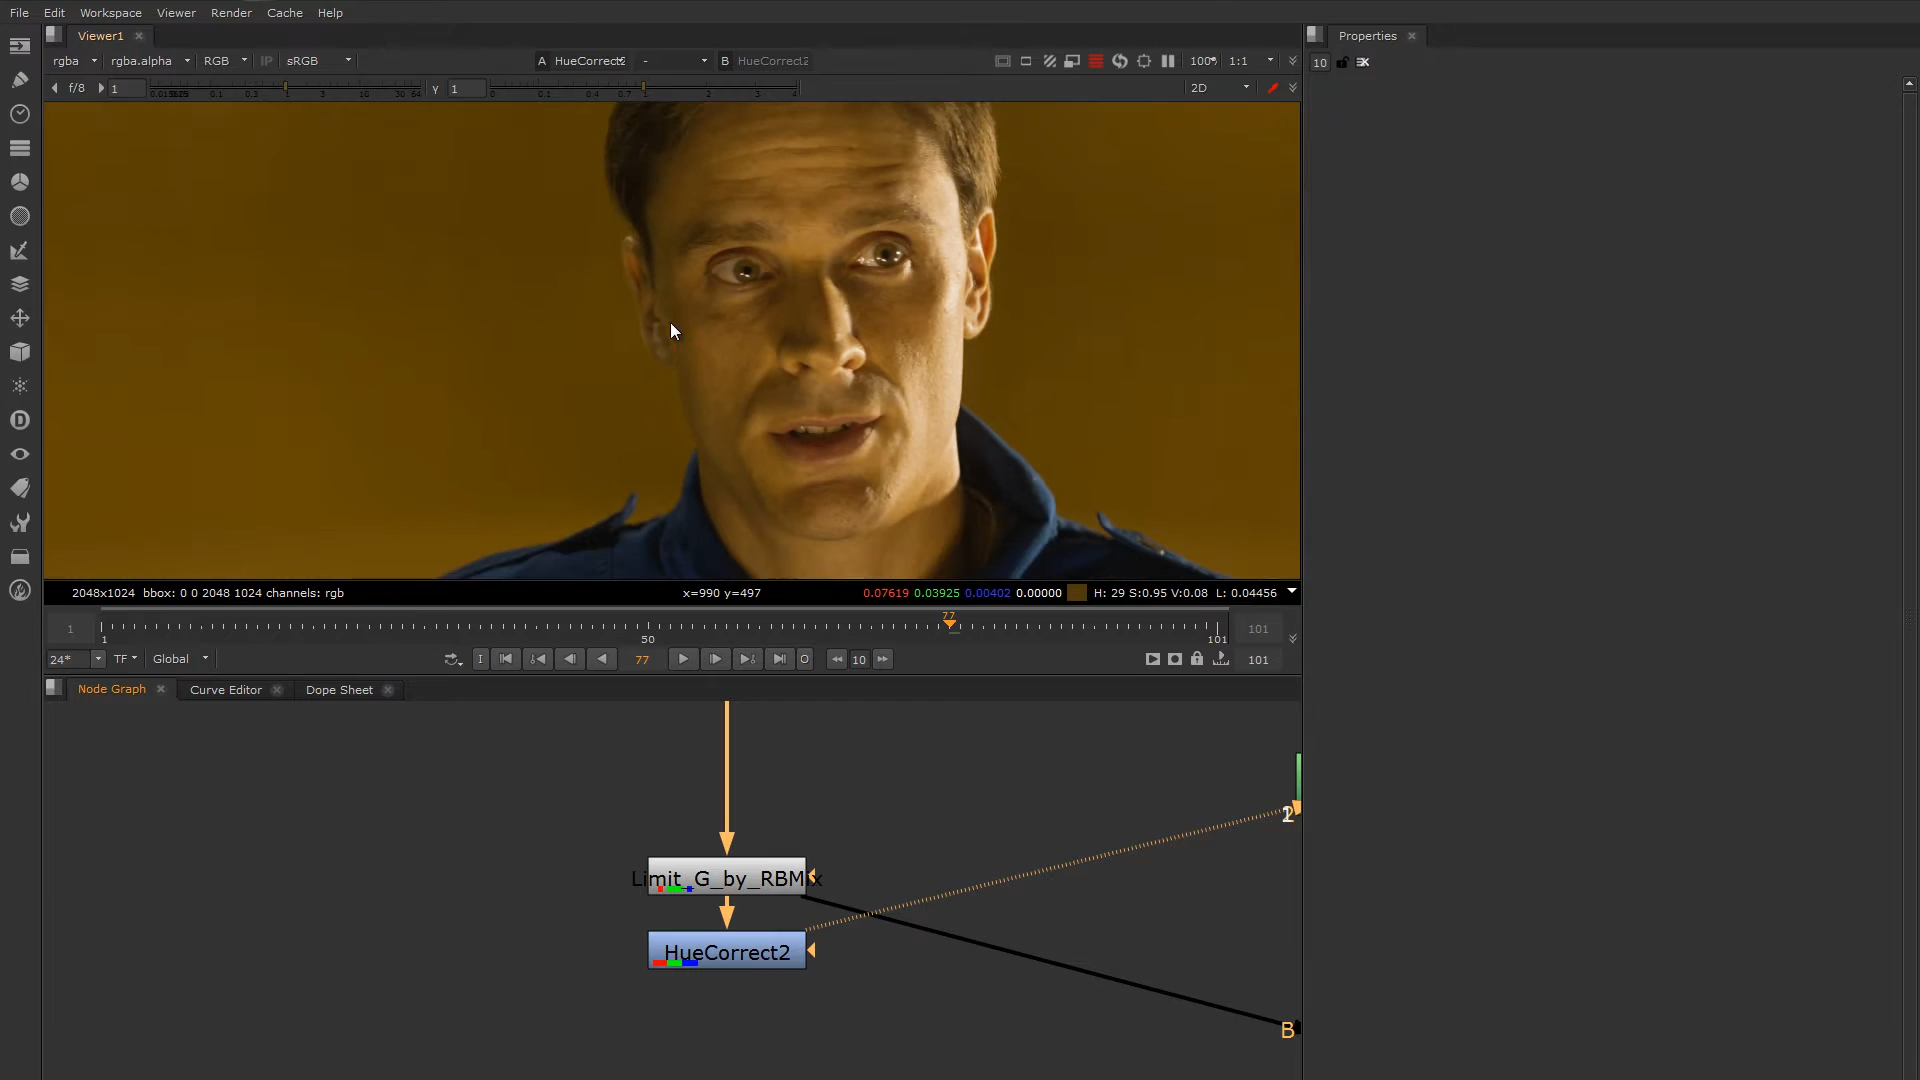 File Edit Workspace Viewer Render Cache Help
Viewer1 Properties
rgba rgba.alpha RGB IP sRGB A HueCorrect2 - B HueCorrect2 1:1 10
f/8 1 γ 1 2D
2048x1024 bbox: 0 0 2048 1024 channels: rgb x=990 y=497 0.07619 0.03925 0.00402 0.00000 H: 29 S:0.95 V:0.08 L: 0.04456
77
1 101
1 50 101
24* TF Global I 77 O 10 101
Node Graph Curve Editor Dope Sheet
2
Limit_G_by_RBMix
HueCorrect2
B